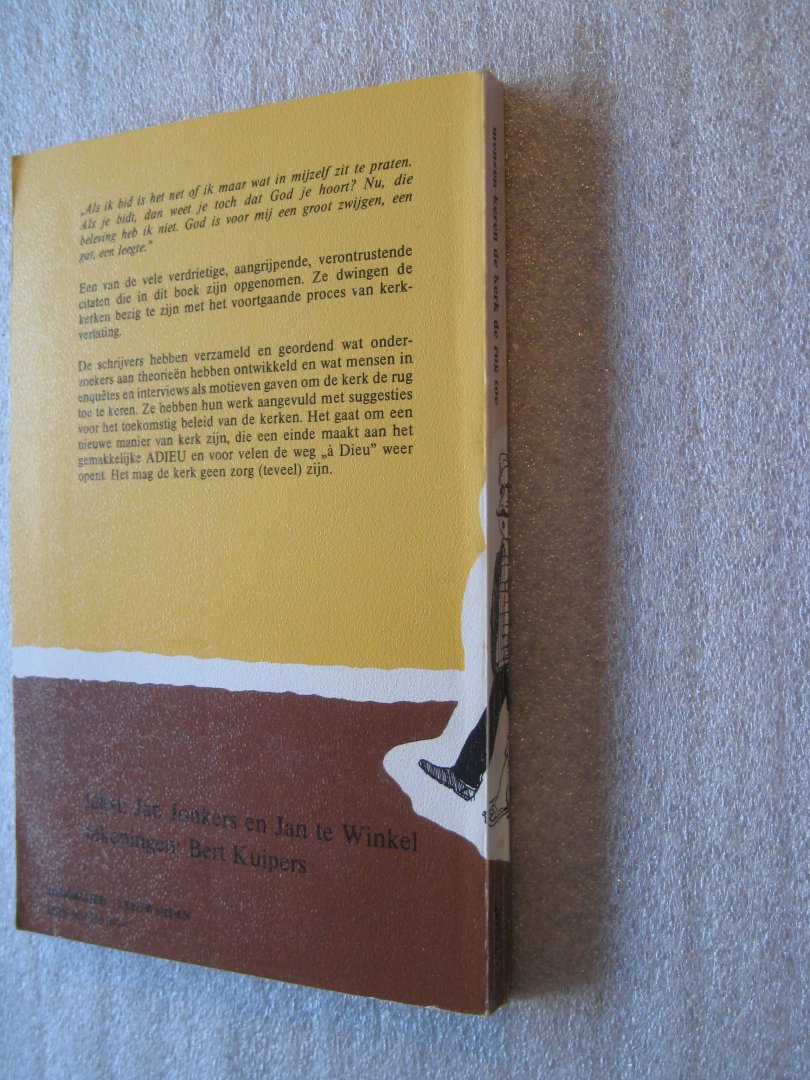 „Als ik bid is het net of ik maar wat in mijzelf zit te praten.
Als je bidt, dan weet je toch dat God je hoort? Nu, die
beleving heb ik niet. God is voor mij een groot zwijgen, een
gat, een leegte.”
Een van de vele verdrietige, aangrijpende, verontrustende
citaten die in dit boek zijn opgenomen. Ze dwingen de
kerken bezig te zijn met het voortgaande proces van kerk-
verlating.
De schrijvers hebben verzameld en geordend wat onder-
zoekers aan theorieën hebben ontwikkeld en wat mensen in
enquêtes en interviews als motieven gaven om de kerk de rug
toe te keren. Ze hebben hun werk aangevuld met suggesties
voor het toekomstig beleid van de kerken. Het gaat om een
nieuwe manier van kerk zijn, die een einde maakt aan het
gemakkelijke ADIEU en voor velen de weg „à Dieu” weer
opent. Het mag de kerk geen zorg (teveel) zijn.
tekst: Jac Jonkers en Jan te Winkel
tekeningen: Bert Kuipers
LEEUWARDEN
mensen keren de kerk de rug toe